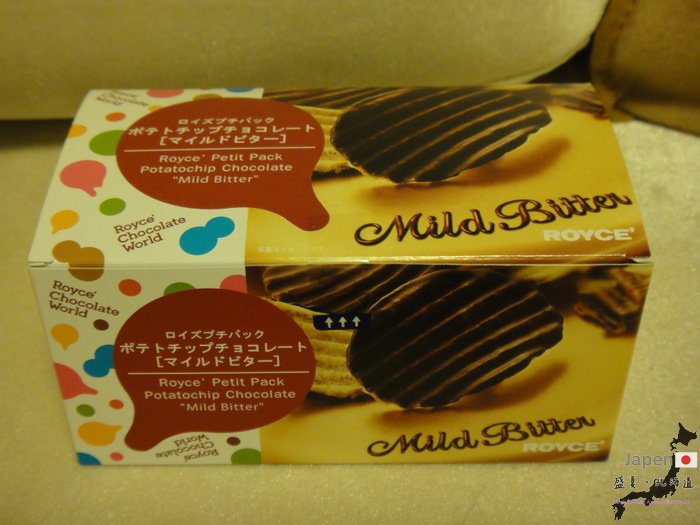 Royce'
Chocolate
World
ロイズプチパック
ポテトチップチョコレート
[マイルドビター]
Royce' Petit Pack
Potatochip Chocolate
"Mild Bitter"
Royce'
Chocolate
World
Mild Bitter
ROYCE'
Royce'
Chocolate
World
ロイズプチパック
ポテトチップチョコレート
[マイルドビター]
Royce' Petit Pack
Potatochip Chocolate
"Mild Bitter"
Mild Bitter
ROYCE'
Royce'
Chocolate
World
Japen